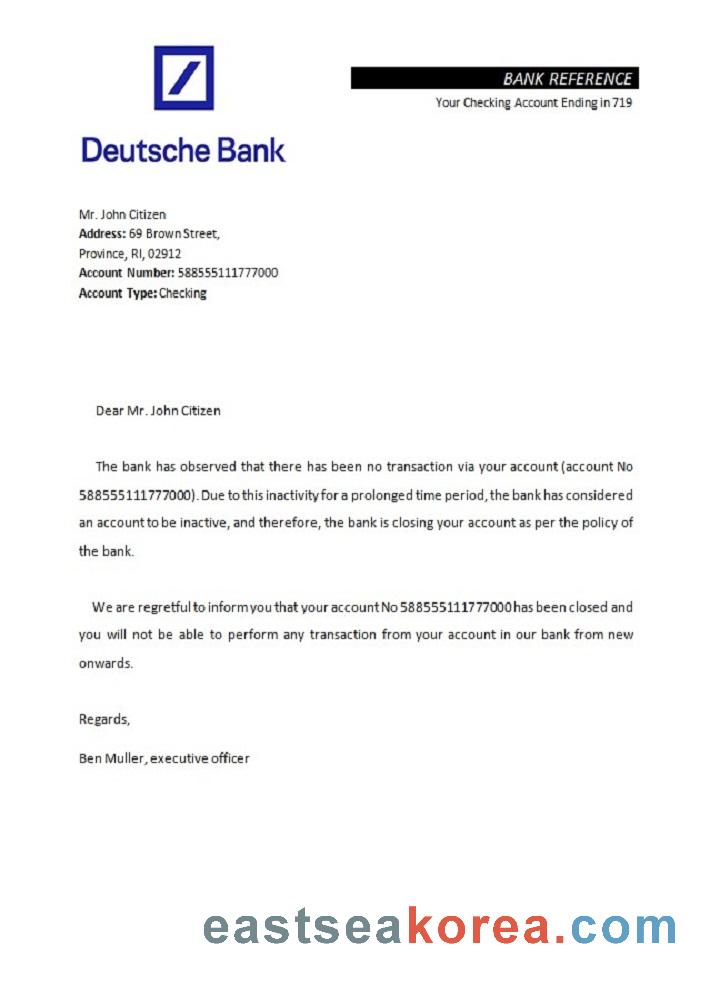 BANK REFERENCE
Your Checking Account Ending in 719
Deutsche Bank
Mr. John Citizen
Address: 69 Brown Street,
Province, RI, 02912
Account Number: 588555111777000
Account Type: Checking
Dear Mr. John Citizen
The bank has observed that there has been no transaction via your account (account No
588555111777000). Due to this inactivity for a prolonged time period, the bank has considered
an account to be inactive, and therefore, the bank is closing your account as per the policy of
the bank.
We are regretful to inform you that your account No 588555111777000 has been closed and
you will not be able to perform any transaction from your account in our bank from new
onwards.
Regards,
Ben Muller, executive officer
eastseakorea.com